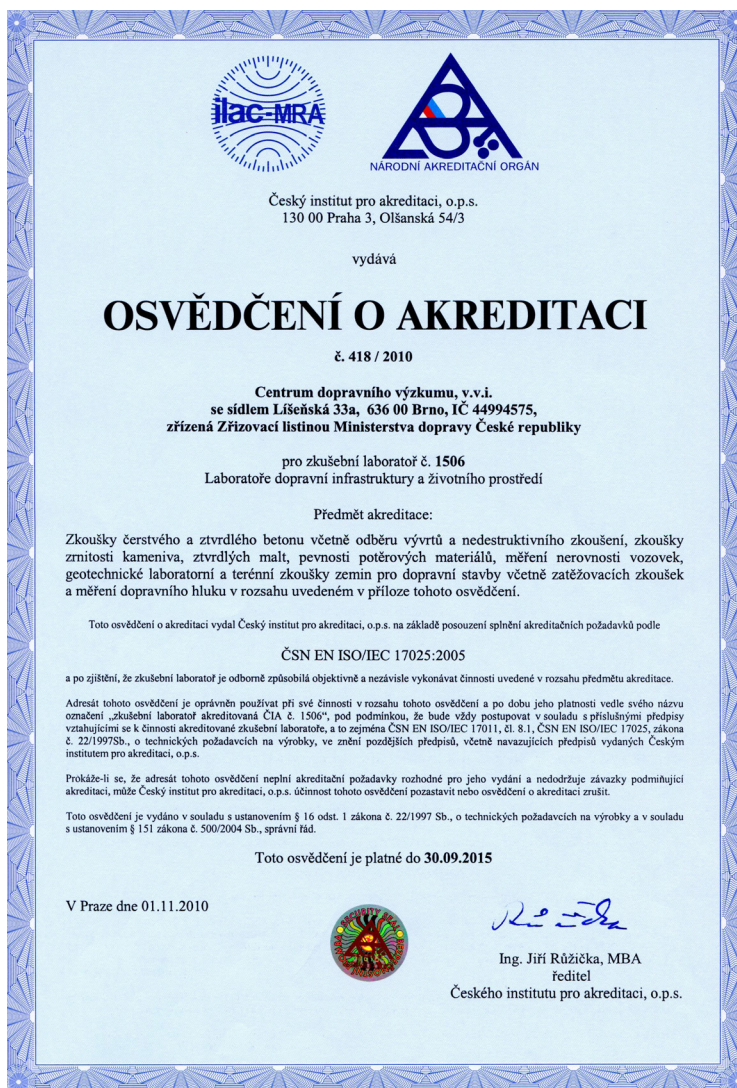 ilac-MRA
NÁRODNÍ AKREDITAČNÍ ORGÁN
Český institut pro akreditaci, o.p.s.
130 00 Praha 3, Olšanská 54/3
vydává
OSVĚDČENÍ O AKREDITACI
č. 418 / 2010
Centrum dopravního výzkumu, v.v.i.
se sídlem Líšeňská 33a, 636 00 Brno, IČ 44994575,
zřízená Zřizovací listinou Ministerstva dopravy České republiky
pro zkušební laboratoř č. 1506
Laboratoře dopravní infrastruktury a životního prostředí
Předmět akreditace:
Zkoušky čerstvého a ztvrdlého betonu včetně odběru vývrtů a nedestruktivního zkoušení, zkoušky
zrnitosti kameniva, ztvrdlých malt, pevnosti potěrových materiálů, měření nerovnosti vozovek,
geotechnické laboratorní a terénní zkoušky zemin pro dopravní stavby včetně zatěžovacích zkoušek
a měření dopravního hluku v rozsahu uvedeném v příloze tohoto osvědčení.
Toto osvědčení o akreditaci vydal Český institut pro akreditaci, o.p.s. na základě posouzení splnění akreditačních požadavků podle
ČSN EN ISO/IEC 17025:2005
a po zjištění, že zkušební laboratoř je odborně způsobilá objektivně a nezávisle vykonávat činnosti uvedené v rozsahu předmětu akreditace.
Adresát tohoto osvědčení je oprávněn používat při své činnosti v rozsahu tohoto osvědčení a po dobu jeho platnosti vedle svého názvu
označení „zkušební laboratoř akreditovaná ČIA č. 1506“, pod podmínkou, že bude vždy postupovat v souladu s příslušnými předpisy
vztahujícími se k činnosti akreditované zkušební laboratoře, a to zejména ČSN EN ISO/IEC 17011, čl. 8.1, ČSN EN ISO/IEC 17025, zákona
č. 22/1997Sb., o technických požadavcích na výrobky, ve znění pozdějších předpisů, včetně navazujících předpisů vydaných Českým
institutem pro akreditaci, o.p.s.
Prokáže-li se, že adresát tohoto osvědčení neplní akreditační požadavky rozhodné pro jeho vydání a nedodržuje závazky podmiňující
akreditaci, může Český institut pro akreditaci, o.p.s. účinnost tohoto osvědčení pozastavit nebo osvědčení o akreditaci zrušit.
Toto osvědčení je vydáno v souladu s ustanovením § 16 odst. 1 zákona č. 22/1997 Sb., o technických požadavcích na výrobky a v souladu
s ustanovením § 151 zákona č. 500/2004 Sb., správní řád.
Toto osvědčení je platné do 30.09.2015
V Praze dne 01.11.2010
SECURITY SEAL
Ing. Jiří Růžička, MBA
ředitel
Českého institutu pro akreditaci, o.p.s.